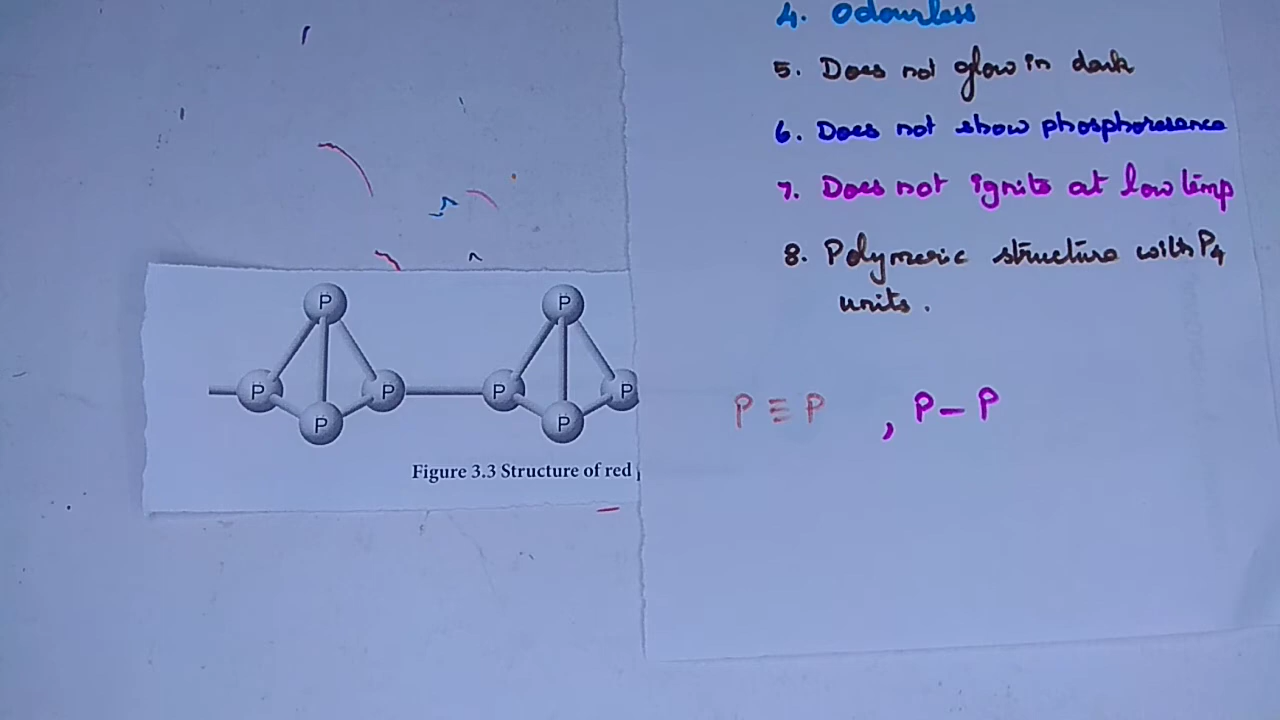 4. Odourless
5. Does not glow in dark
6. Does not show phosphoresance
7. Does not ignite at low temp
8. Polymeric structure with P4
units.
P P
P P P P
P P
P ≡ P , P – P
Figure 3.3 Structure of red